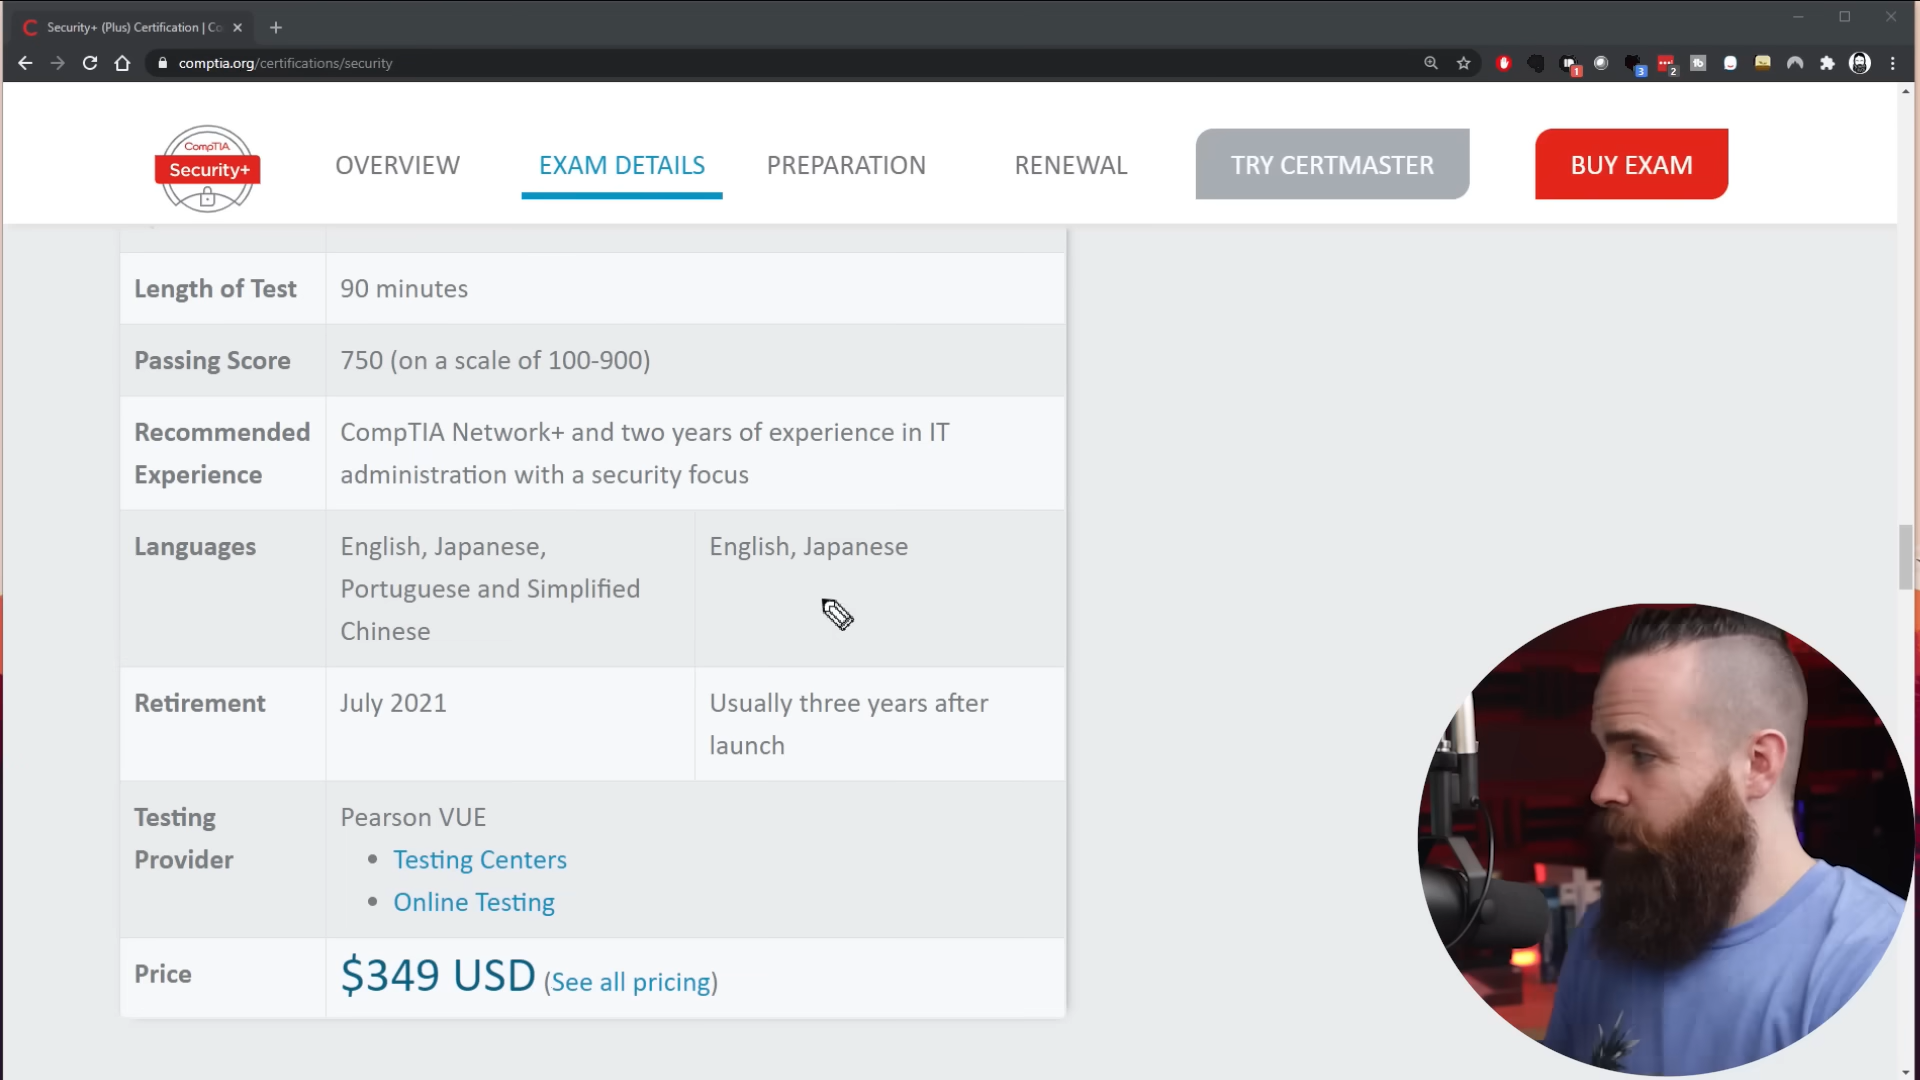 Security+ (Plus) Certification | Co
comptia.org/certifications/security
1
3
2
CompTIA
Security+
OVERVIEW
EXAM DETAILS
PREPARATION
RENEWAL
TRY CERTMASTER
BUY EXAM
Length of Test
90 minutes
Passing Score
750 (on a scale of 100-900)
Recommended
Experience
CompTIA Network+ and two years of experience in IT
administration with a security focus
Languages
English, Japanese,
Portuguese and Simplified
Chinese
English, Japanese
Retirement
July 2021
Usually three years after
launch
Testing
Provider
Pearson VUE
Testing Centers
Online Testing
Price
$349 USD (See all pricing)